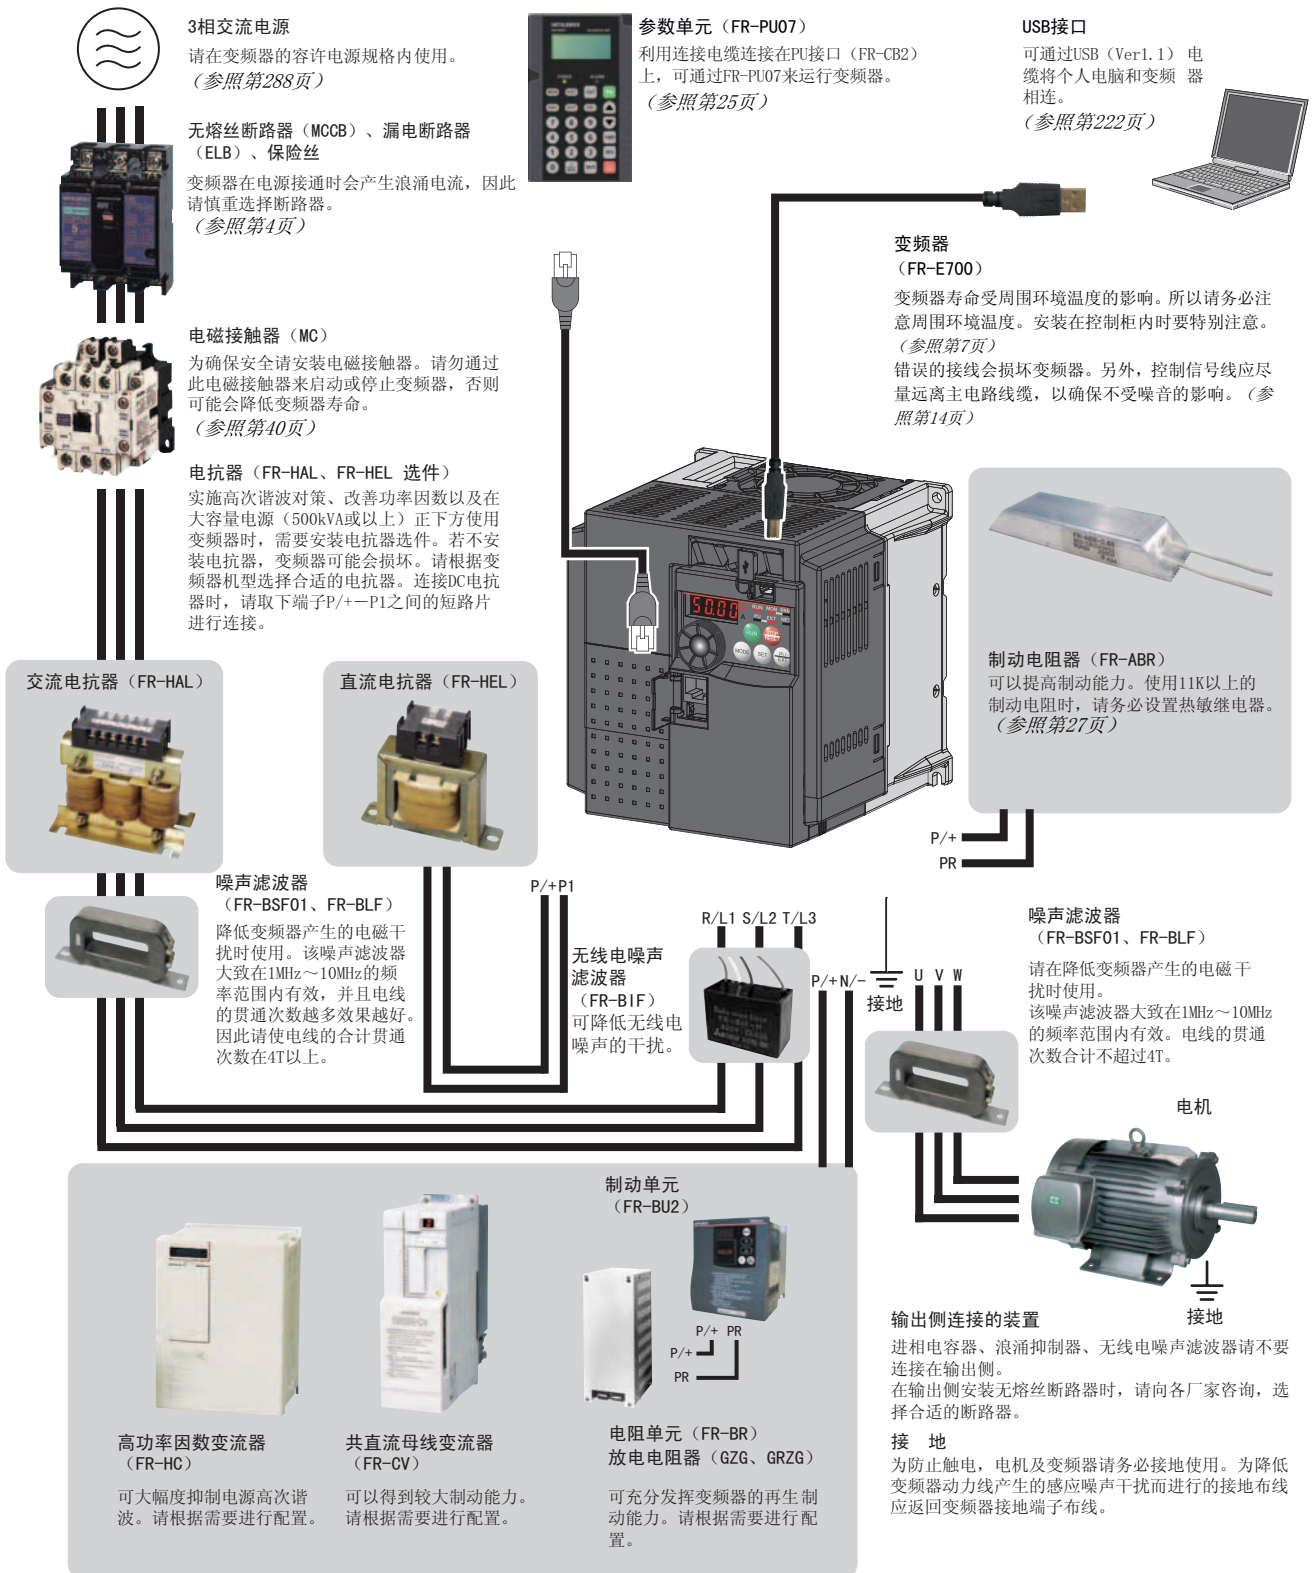 3相交流电源
请在变频器的容许电源规格内使用。
（参照第288页）
无熔丝断路器（MCCB）、漏电断路器
（ELB）、保险丝
变频器在电源接通时会产生浪涌电流，因此
请慎重选择断路器。
（参照第4页）
电磁接触器（MC）
为确保安全请安装电磁接触器。请勿通过
此电磁接触器来启动或停止变频器，否则
可能会降低变频器寿命。
（参照第40页）
电抗器（FR-HAL、FR-HEL 选件）
实施高次谐波对策、改善功率因数以及在
大容量电源（500kVA或以上）正下方使用
变频器时，需要安装电抗器选件。若不安
装电抗器，变频器可能会损坏。请根据变
频器机型选择合适的电抗器。连接DC电抗
器时，请取下端子P/+－P1之间的短路片
进行连接。
参数单元（FR-PU07）
利用连接电缆连接在PU接口（FR-CB2）
上，可通过FR-PU07来运行变频器。
（参照第25页）
USB接口
可通过USB（Ver1.1） 电
缆将个人电脑和变频 器
相连。
（参照第222页）
变频器
（FR-E700）
变频器寿命受周围环境温度的影响。所以请务必注
意周围环境温度。安装在控制柜内时要特别注意。
（参照第7页）
错误的接线会损坏变频器。另外，控制信号线应尽
量远离主电路线缆，以确保不受噪音的影响。（参
照第14页）
50.00
RUN
MODE
SET
制动电阻器（FR-ABR）
可以提高制动能力。使用11K以上的
制动电阻时，请务必设置热敏继电器。
（参照第27页）
P/+
PR
交流电抗器（FR-HAL）
直流电抗器（FR-HEL）
噪声滤波器
（FR-BSF01、FR-BLF）
降低变频器产生的电磁干
扰时使用。该噪声滤波器
大致在1MHz～10MHz的频
率范围内有效，并且电线
的贯通次数越多效果越好。
因此请使电线的合计贯通
次数在4T以上。
P/+P1
无线电噪声
滤波器
（FR-BIF）
可降低无线电
噪声的干扰。
R/L1 S/L2 T/L3
P/+N/-
接地
U V W
噪声滤波器
（FR-BSF01、FR-BLF）
请在降低变频器产生的电磁干
扰时使用。
该噪声滤波器大致在1MHz～10MHz
的频率范围内有效。电线的贯通
次数合计不超过4T。
电机
接地
制动单元
（FR-BU2）
P/+ PR
P/+
PR
高功率因数变流器
（FR-HC）
可大幅度抑制电源高次谐
波。请根据需要进行配置。
共直流母线变流器
（FR-CV）
可以得到较大制动能力。
请根据需要进行配置。
电阻单元（FR-BR）
放电电阻器（GZG、GRZG）
可充分发挥变频器的再生制
动能力。请根据需要进行配
置。
输出侧连接的装置
进相电容器、浪涌抑制器、无线电噪声滤波器请不要
连接在输出侧。
在输出侧安装无熔丝断路器时，请向各厂家咨询，选
择合适的断路器。
接　地
为防止触电，电机及变频器请务必接地使用。为降低
变频器动力线产生的感应噪声干扰而进行的接地布线
应返回变频器接地端子布线。